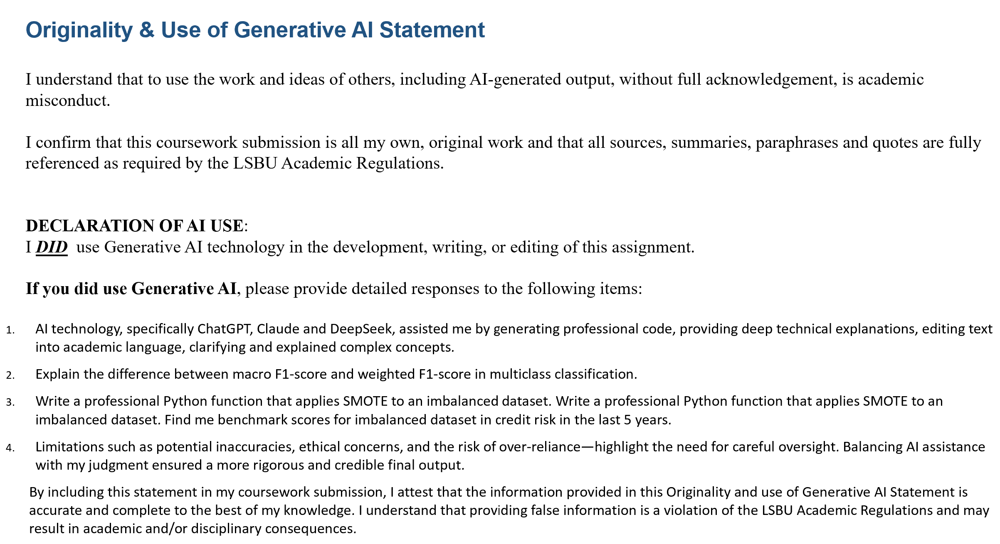 Originality & Use of Generative AI Statement
I understand that to use the work and ideas of others, including AI-generated output, without full acknowledgement, is academic
misconduct.
I confirm that this coursework submission is all my own, original work and that all sources, summaries, paraphrases and quotes are fully
referenced as required by the LSBU Academic Regulations.
DECLARATION OF AI USE:
I DID use Generative AI technology in the development, writing, or editing of this assignment.
If you did use Generative AI, please provide detailed responses to the following items:
1. AI technology, specifically ChatGPT, Claude and DeepSeek, assisted me by generating professional code, providing deep technical explanations, editing text
into academic language, clarifying and explained complex concepts.
2. Explain the difference between macro F1-score and weighted F1-score in multiclass classification.
3. Write a professional Python function that applies SMOTE to an imbalanced dataset. Write a professional Python function that applies SMOTE to an
imbalanced dataset. Find me benchmark scores for imbalanced dataset in credit risk in the last 5 years.
4. Limitations such as potential inaccuracies, ethical concerns, and the risk of over-reliance—highlight the need for careful oversight. Balancing AI assistance
with my judgment ensured a more rigorous and credible final output.
By including this statement in my coursework submission, I attest that the information provided in this Originality and use of Generative AI Statement is
accurate and complete to the best of my knowledge. I understand that providing false information is a violation of the LSBU Academic Regulations and may
result in academic and/or disciplinary consequences.